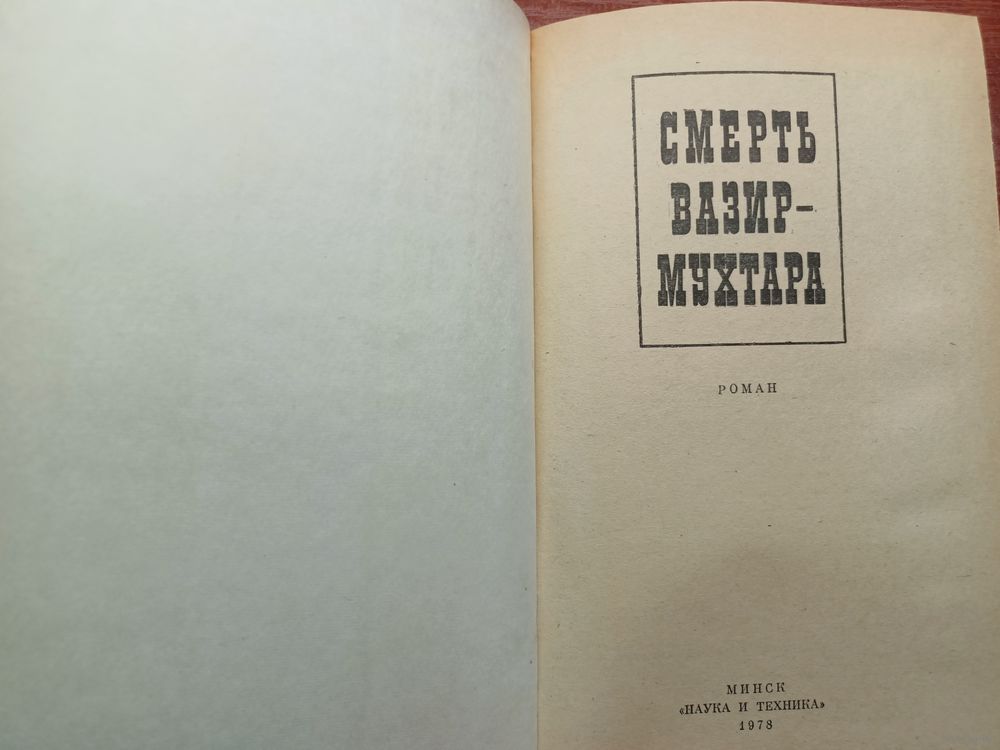 СМЕРТЬ
ВАЗИР-
МУХТАРА
РОМАН
МИНСК
«НАУКА И ТЕХНИКА»
1978